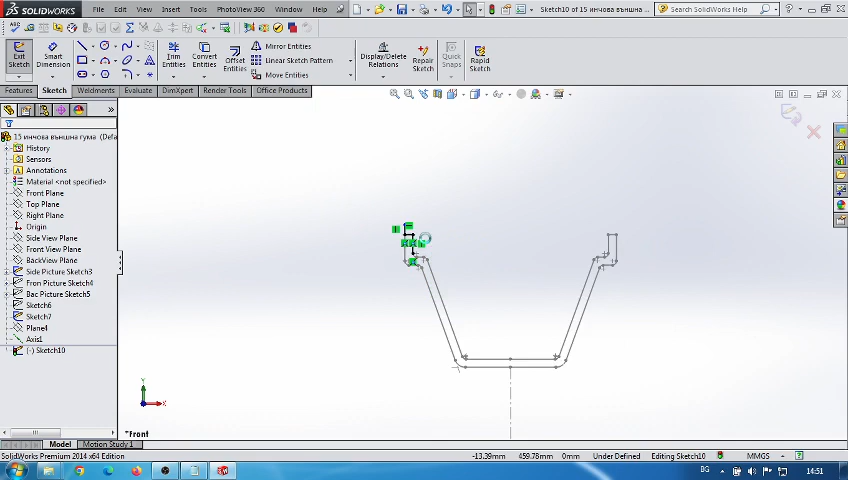 SOLIDWORKS File Edit View Insert Tools PhotoView 360 Window Help Sketch10 of 15 инчова външна Search SolidWorks Help
Exit Sketch Smart Dimension Trim Entities Convert Entities Offset Entities Mirror Entities Linear Sketch Pattern Move Entities Display/Delete Relations Repair Sketch Quick Snaps Rapid Sketch
Features Sketch Weldments Evaluate DimXpert Render Tools Office Products
15 инчова външна гума (Defa
History
Sensors
Annotations
Material <not specified>
Front Plane
Top Plane
Right Plane
Origin
Side View Plane
Front View Plane
BackView Plane
Side Picture Sketch3
Fron Picture Sketch4
Bac Picture Sketch5
Sketch6
Sketch7
Plane4
Axis1
(-) Sketch10
Y
X
*Front
Model Motion Study 1
SolidWorks Premium 2014 x64 Edition -13.39mm 459.78mm 0mm Under Defined Editing Sketch10 MMGS
BG 14:51